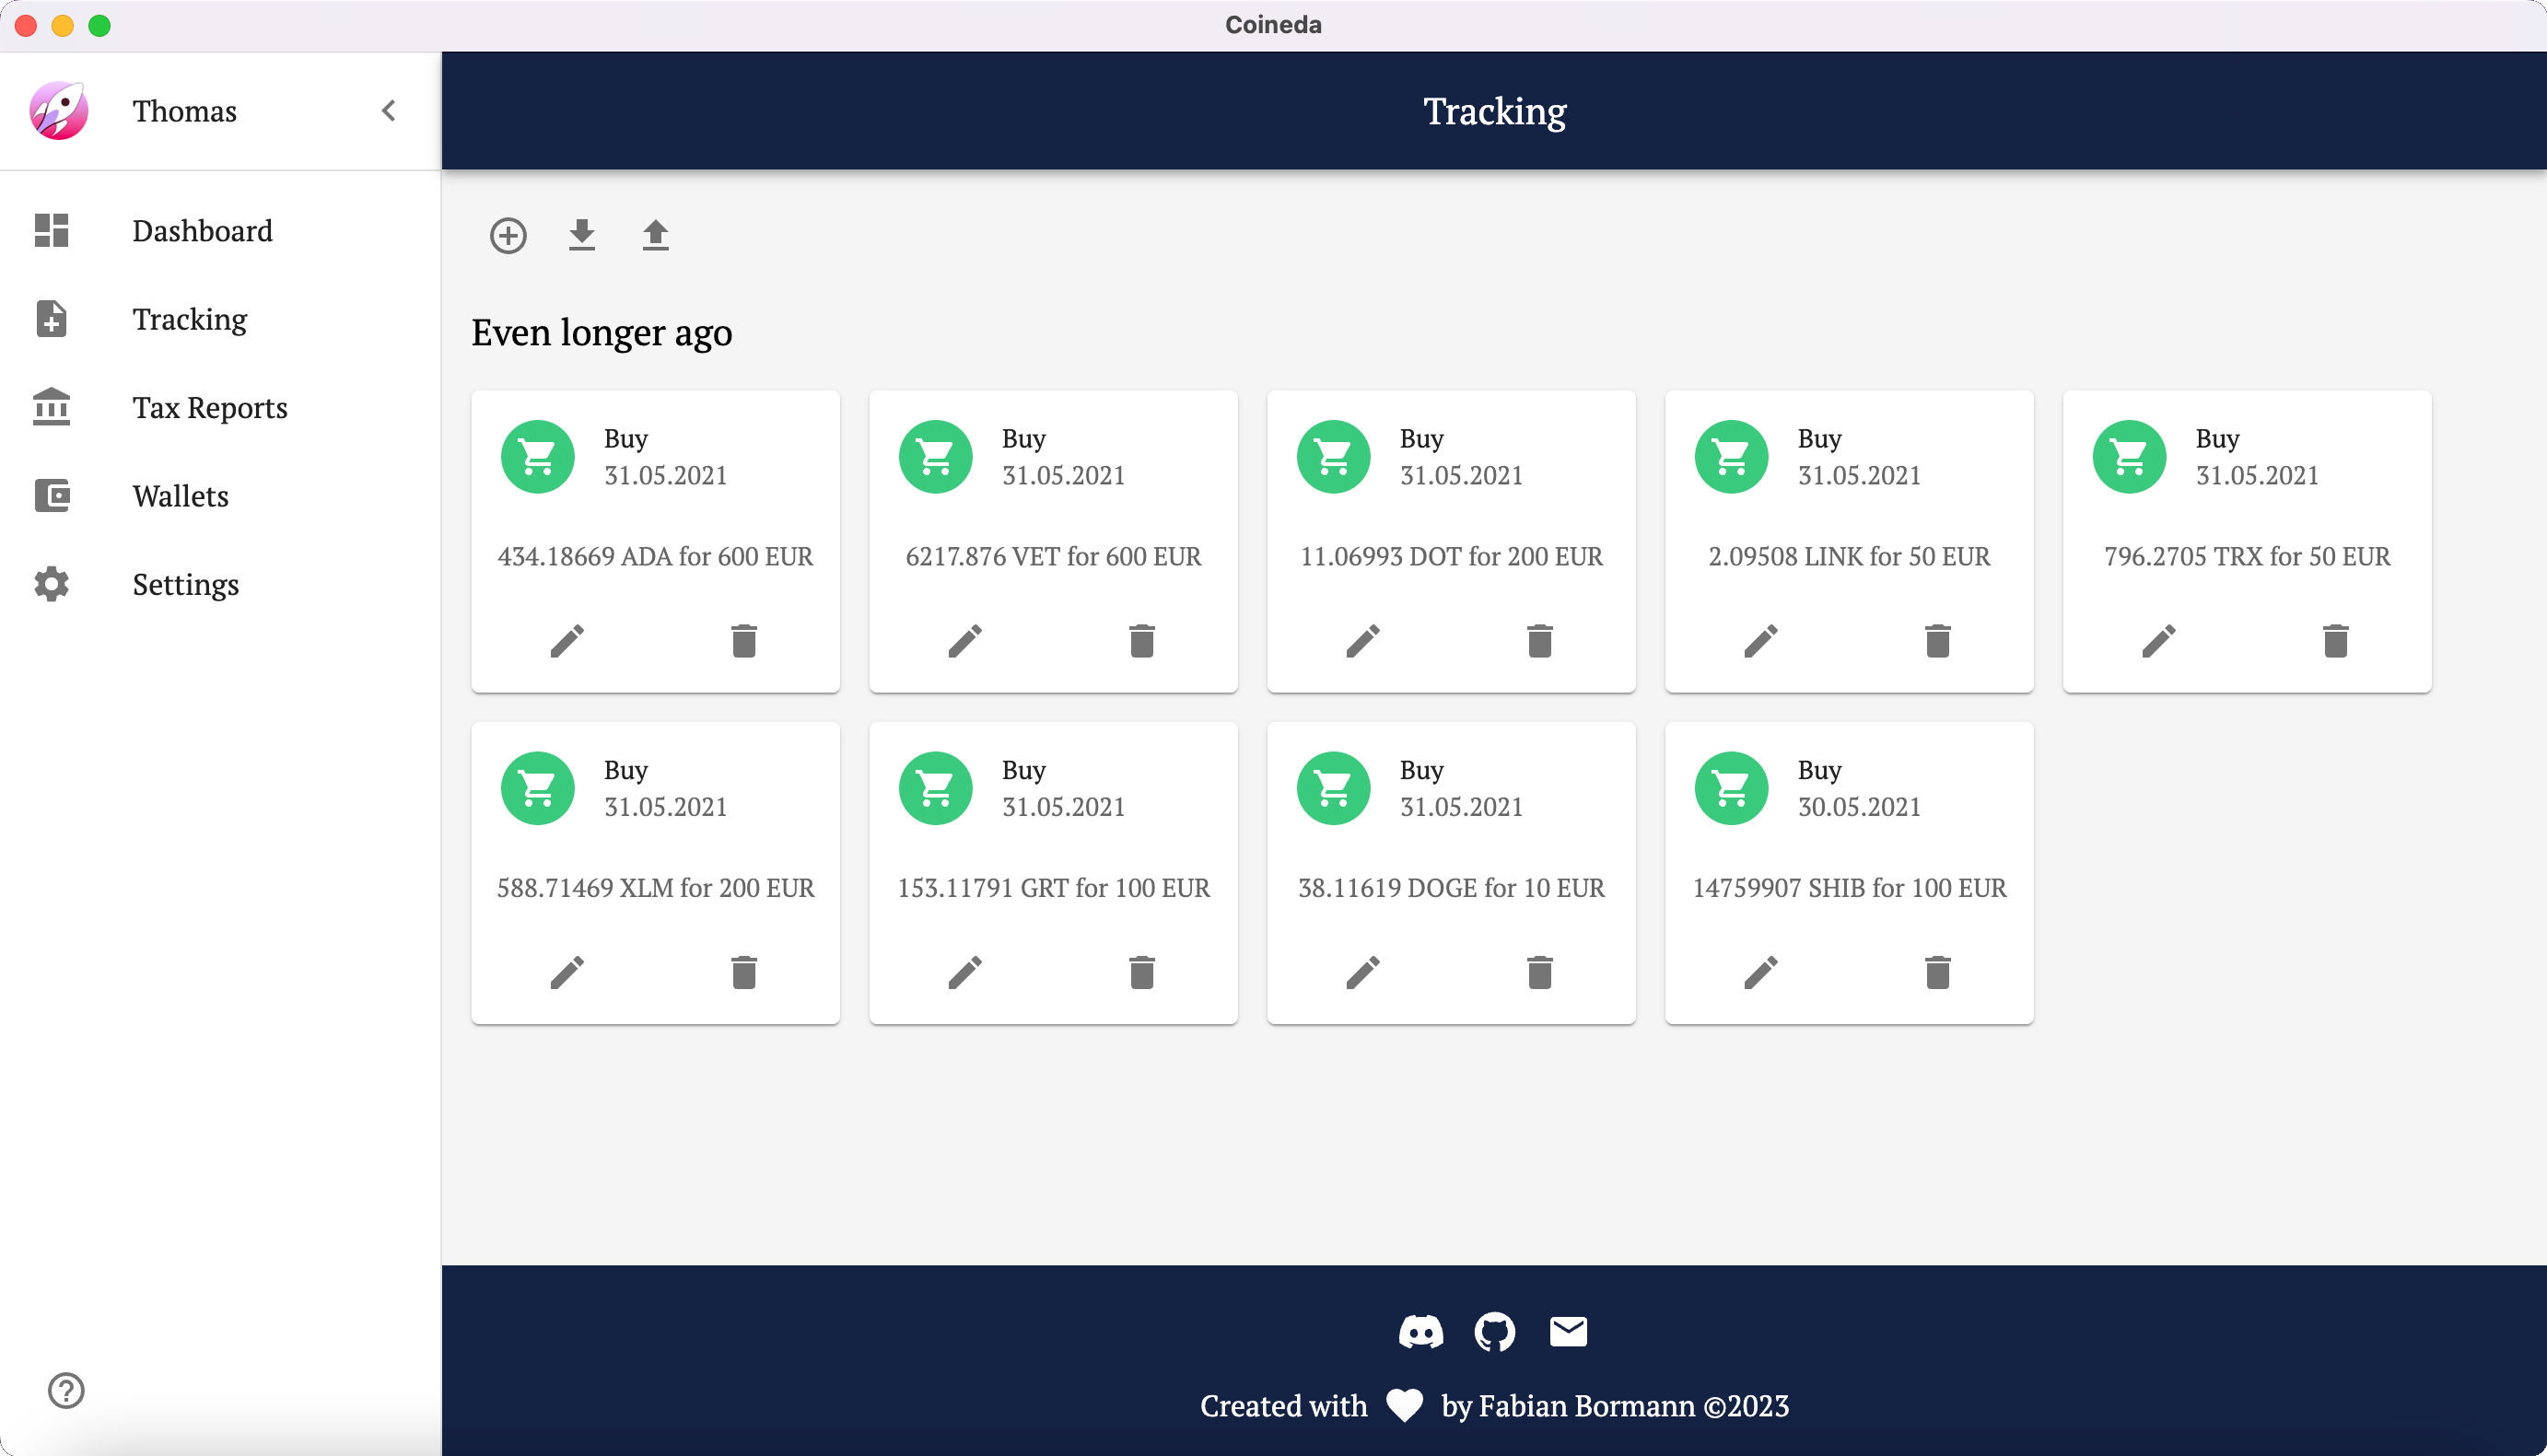 Coineda
Thomas
Tracking
Dashboard
Tracking
Tax Reports
Wallets
Settings
Even longer ago
Buy
31.05.2021
434.18669 ADA for 600 EUR
Buy
31.05.2021
6217.876 VET for 600 EUR
Buy
31.05.2021
11.06993 DOT for 200 EUR
Buy
31.05.2021
2.09508 LINK for 50 EUR
Buy
31.05.2021
796.2705 TRX for 50 EUR
Buy
31.05.2021
588.71469 XLM for 200 EUR
Buy
31.05.2021
153.11791 GRT for 100 EUR
Buy
31.05.2021
38.11619 DOGE for 10 EUR
Buy
30.05.2021
14759907 SHIB for 100 EUR
Created with by Fabian Bormann ©2023